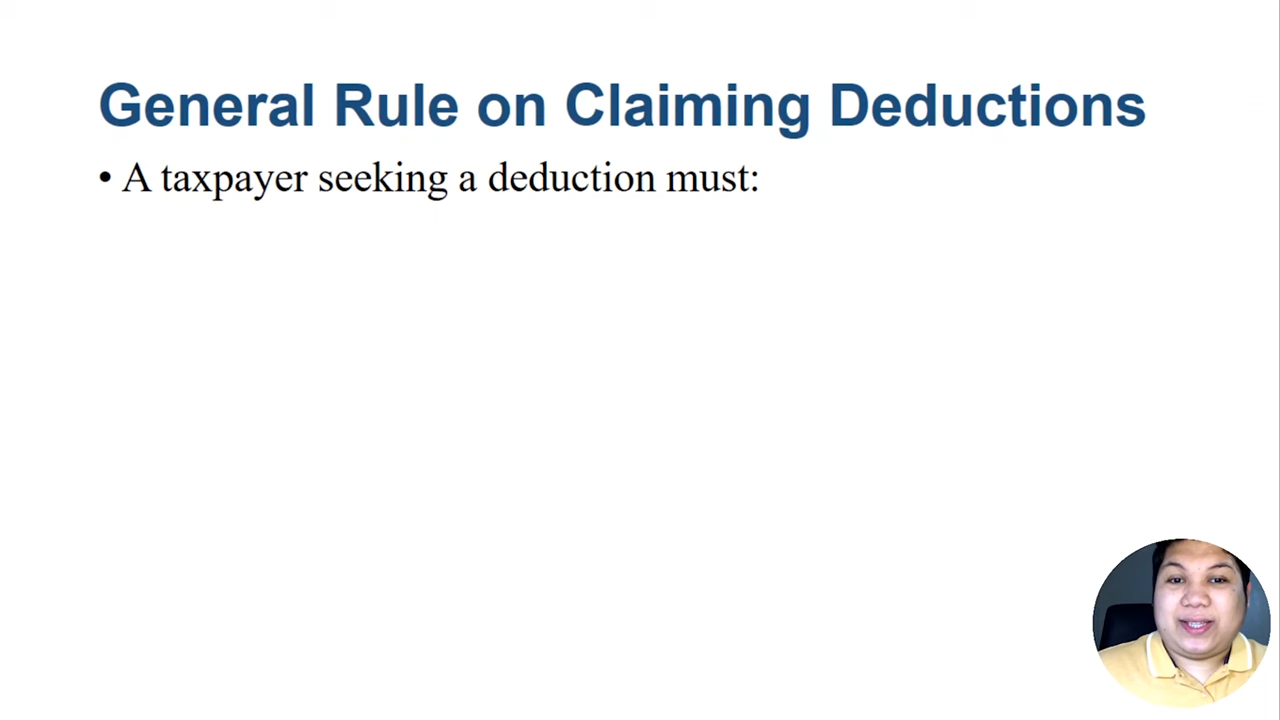 General Rule on Claiming Deductions
• A taxpayer seeking a deduction must: